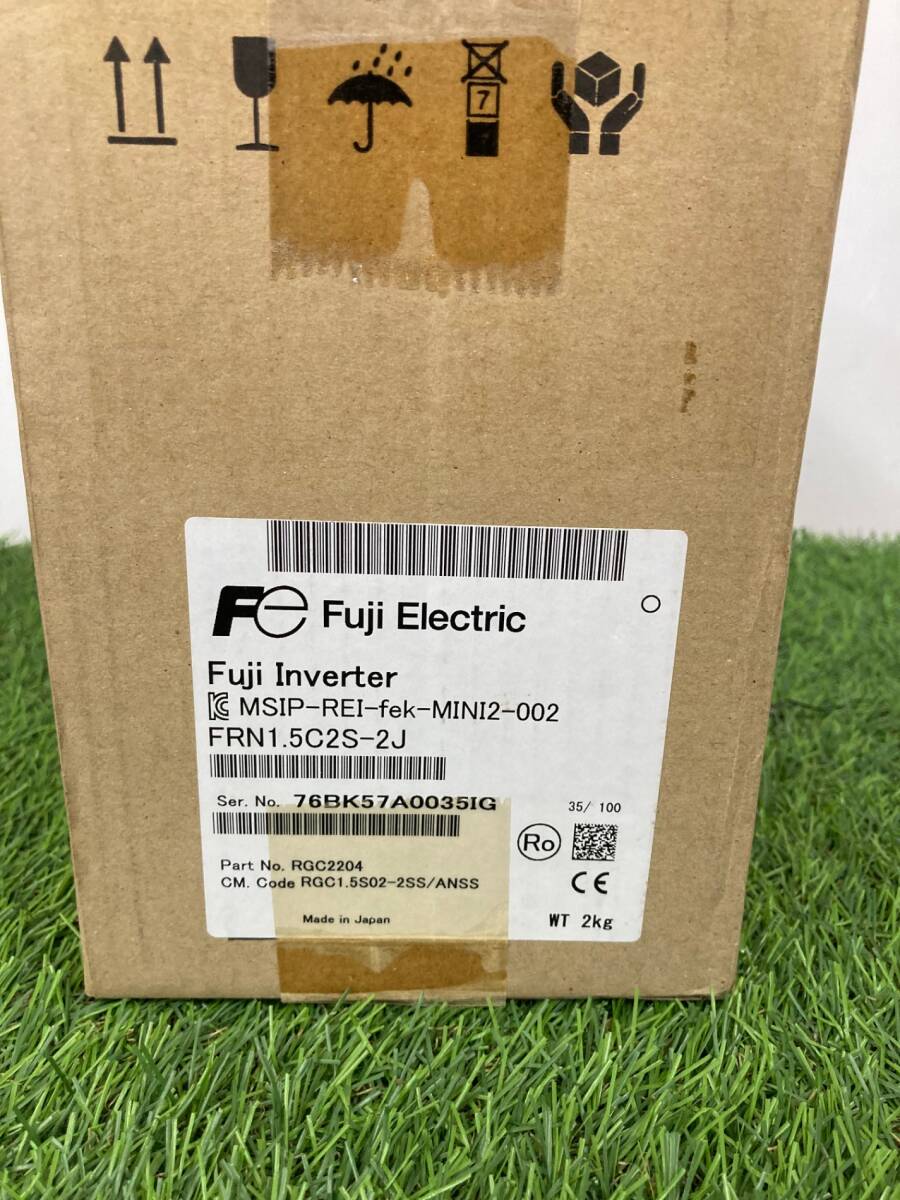 7
Fe Fuji Electric
Fuji Inverter
MSIP-REI-fek-MINI2-002
FRN1.5C2S-2J
Ser. No. 76BK57A0035IG
35/ 100
Ro
Part No. RGC2204
CM. Code RGC1.5S02-2SS/ANSS
CE
Made in Japan
WT 2kg